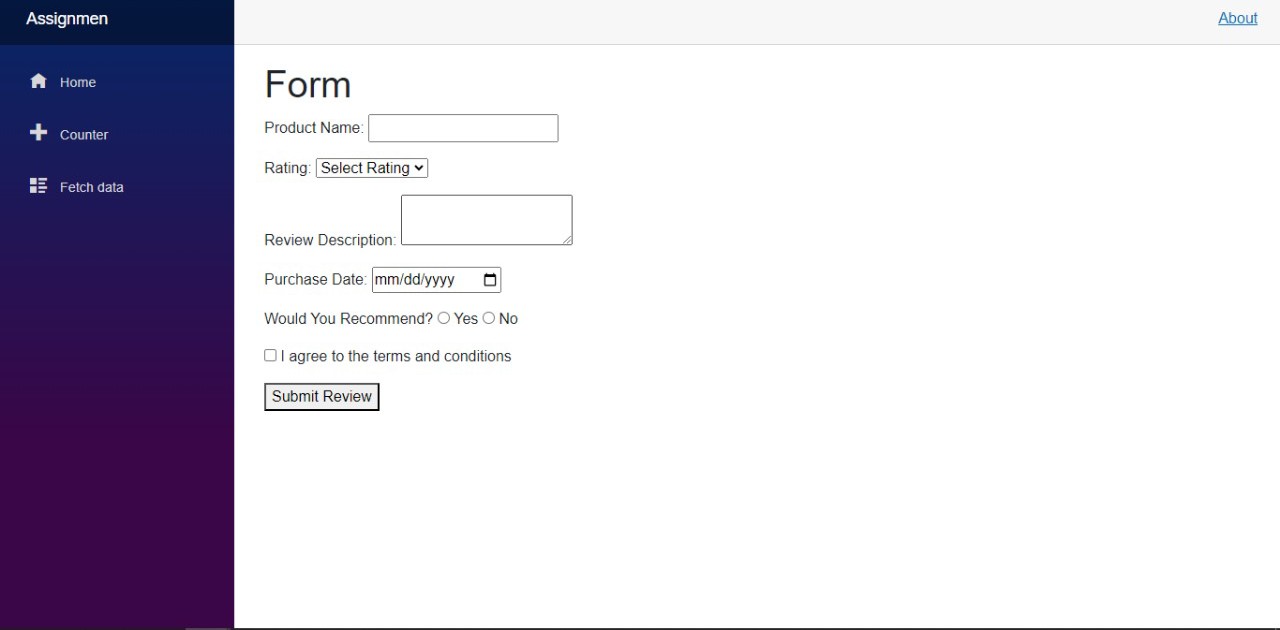 Assignmen
About
Home
Counter
Fetch data
Form
Product Name:
Rating: Select Rating
Review Description:
Purchase Date: mm/dd/yyyy
Would You Recommend? Yes No
I agree to the terms and conditions
Submit Review